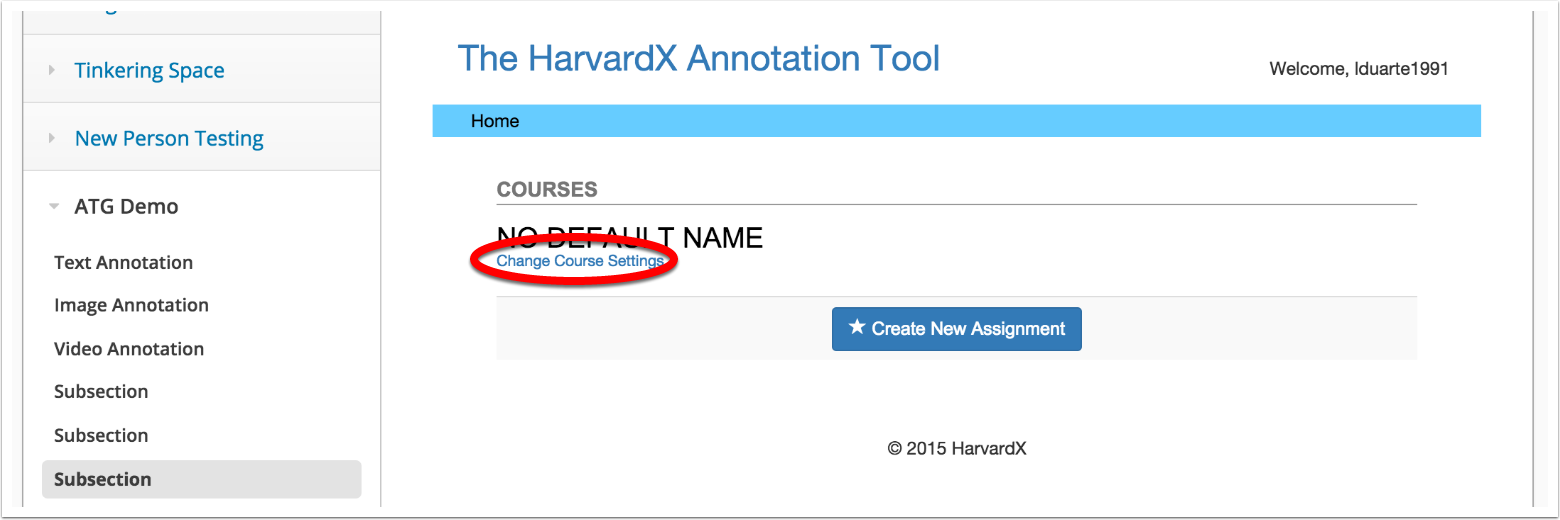 Tinkering Space
New Person Testing
ATG Demo
Text Annotation
Image Annotation
Video Annotation
Subsection
Subsection
Subsection
The HarvardX Annotation Tool
Welcome, lduarte1991
Home
COURSES
NO DEFAULT NAME
Change Course Settings
Create New Assignment
© 2015 HarvardX